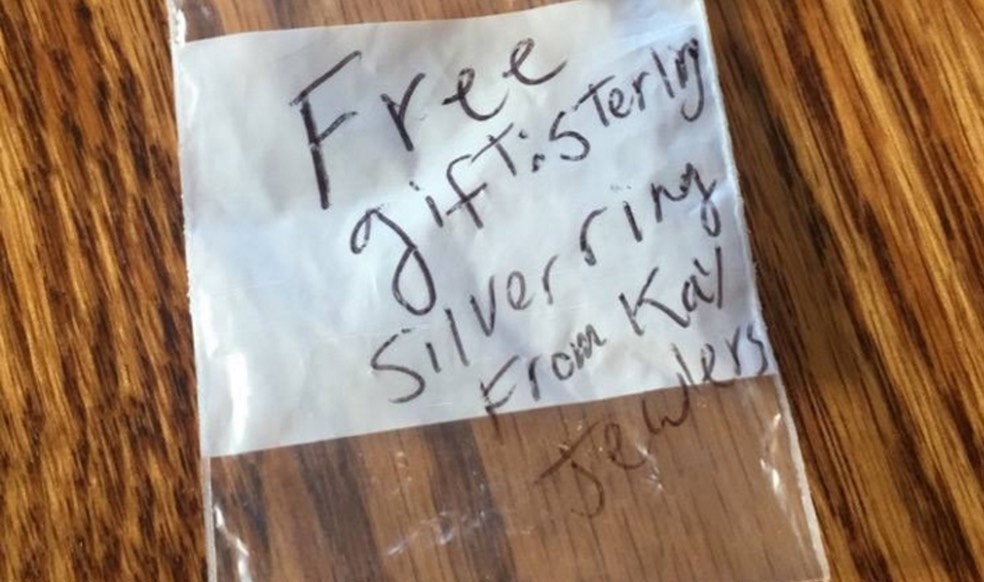 Free
gift: sterling
silver ring
From Kay
Jewlers